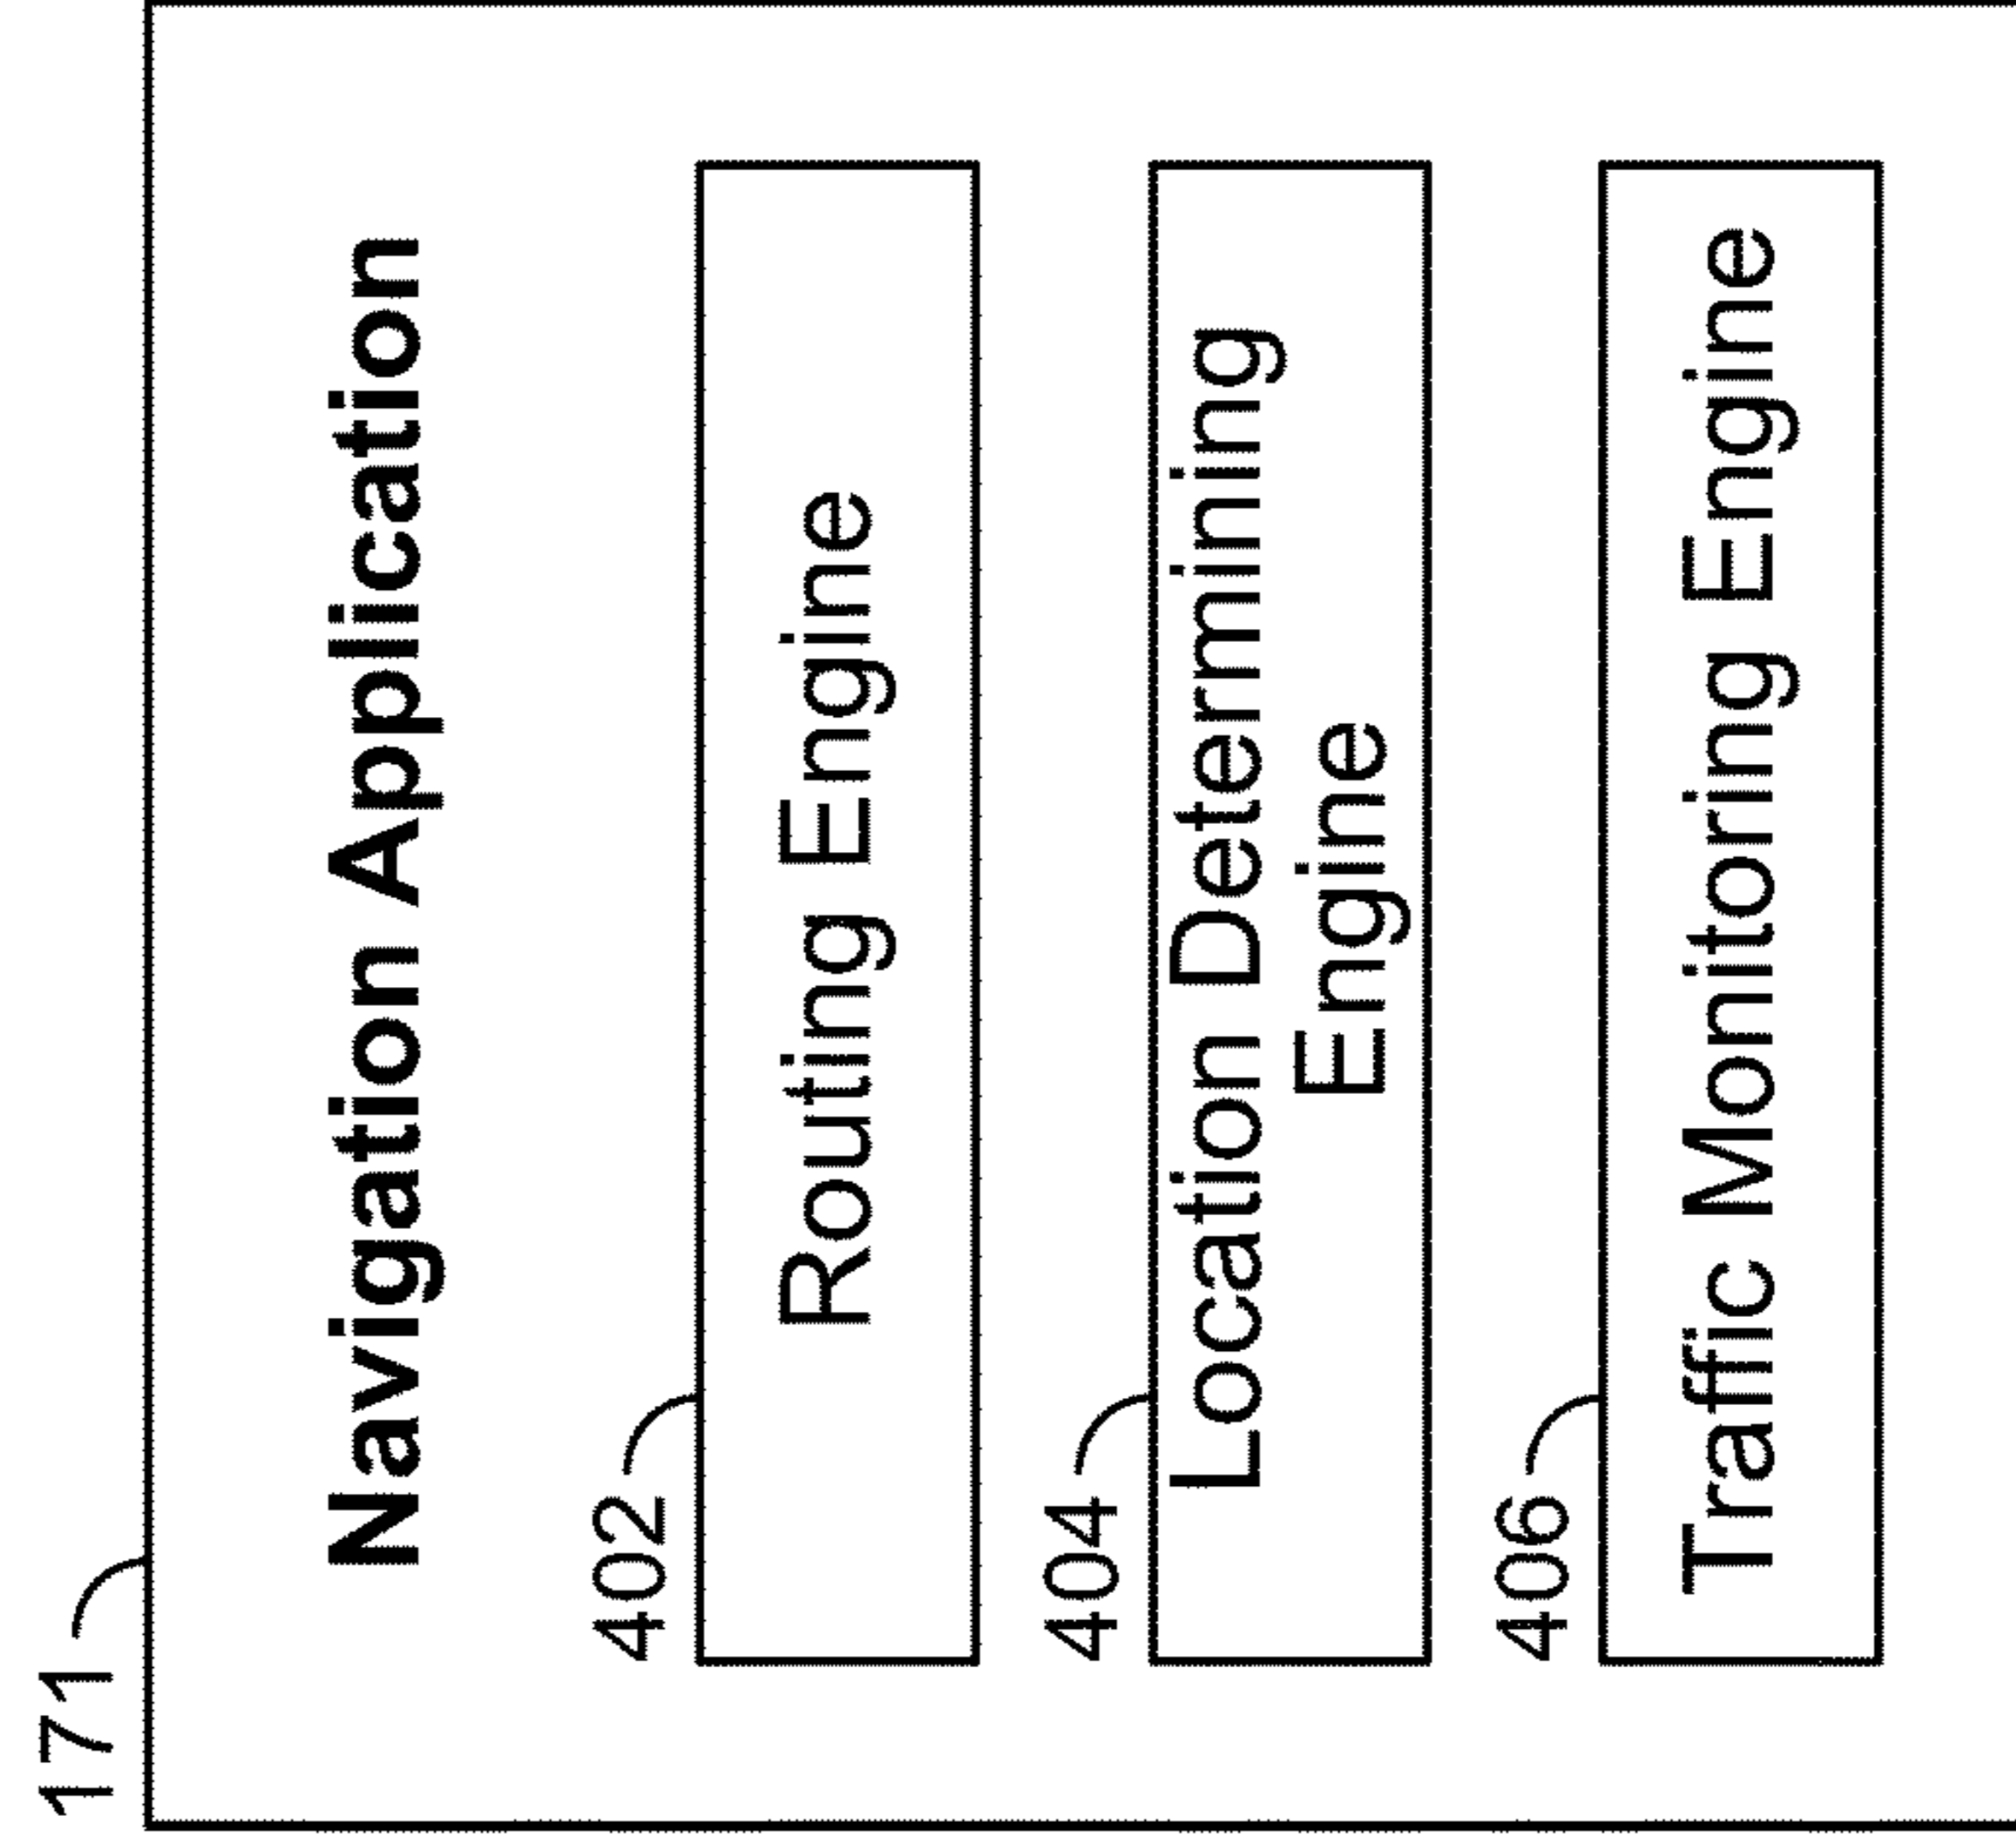 171
Navigation Application
402
Routing Engine
404
Location Determining
Engine
406
Traffic Monitoring Engine